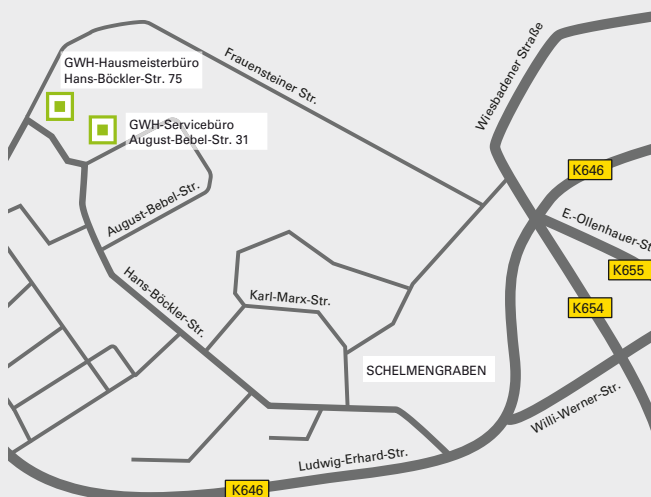 GWH-Hausmeisterbüro
Hans-Böckler-Str. 75
Frauensteiner Str.
Wiesbadener Straße
GWH-Servicebüro
August-Bebel-Str. 31
K646
August-Bebel-Str.
E.-Ollenhauer-St
K655
Hans-Böckler-Str.
Karl-Marx-Str.
K654
SCHELMENGRABEN
Willi-Werner-Str.
Ludwig-Erhard-Str.
K646